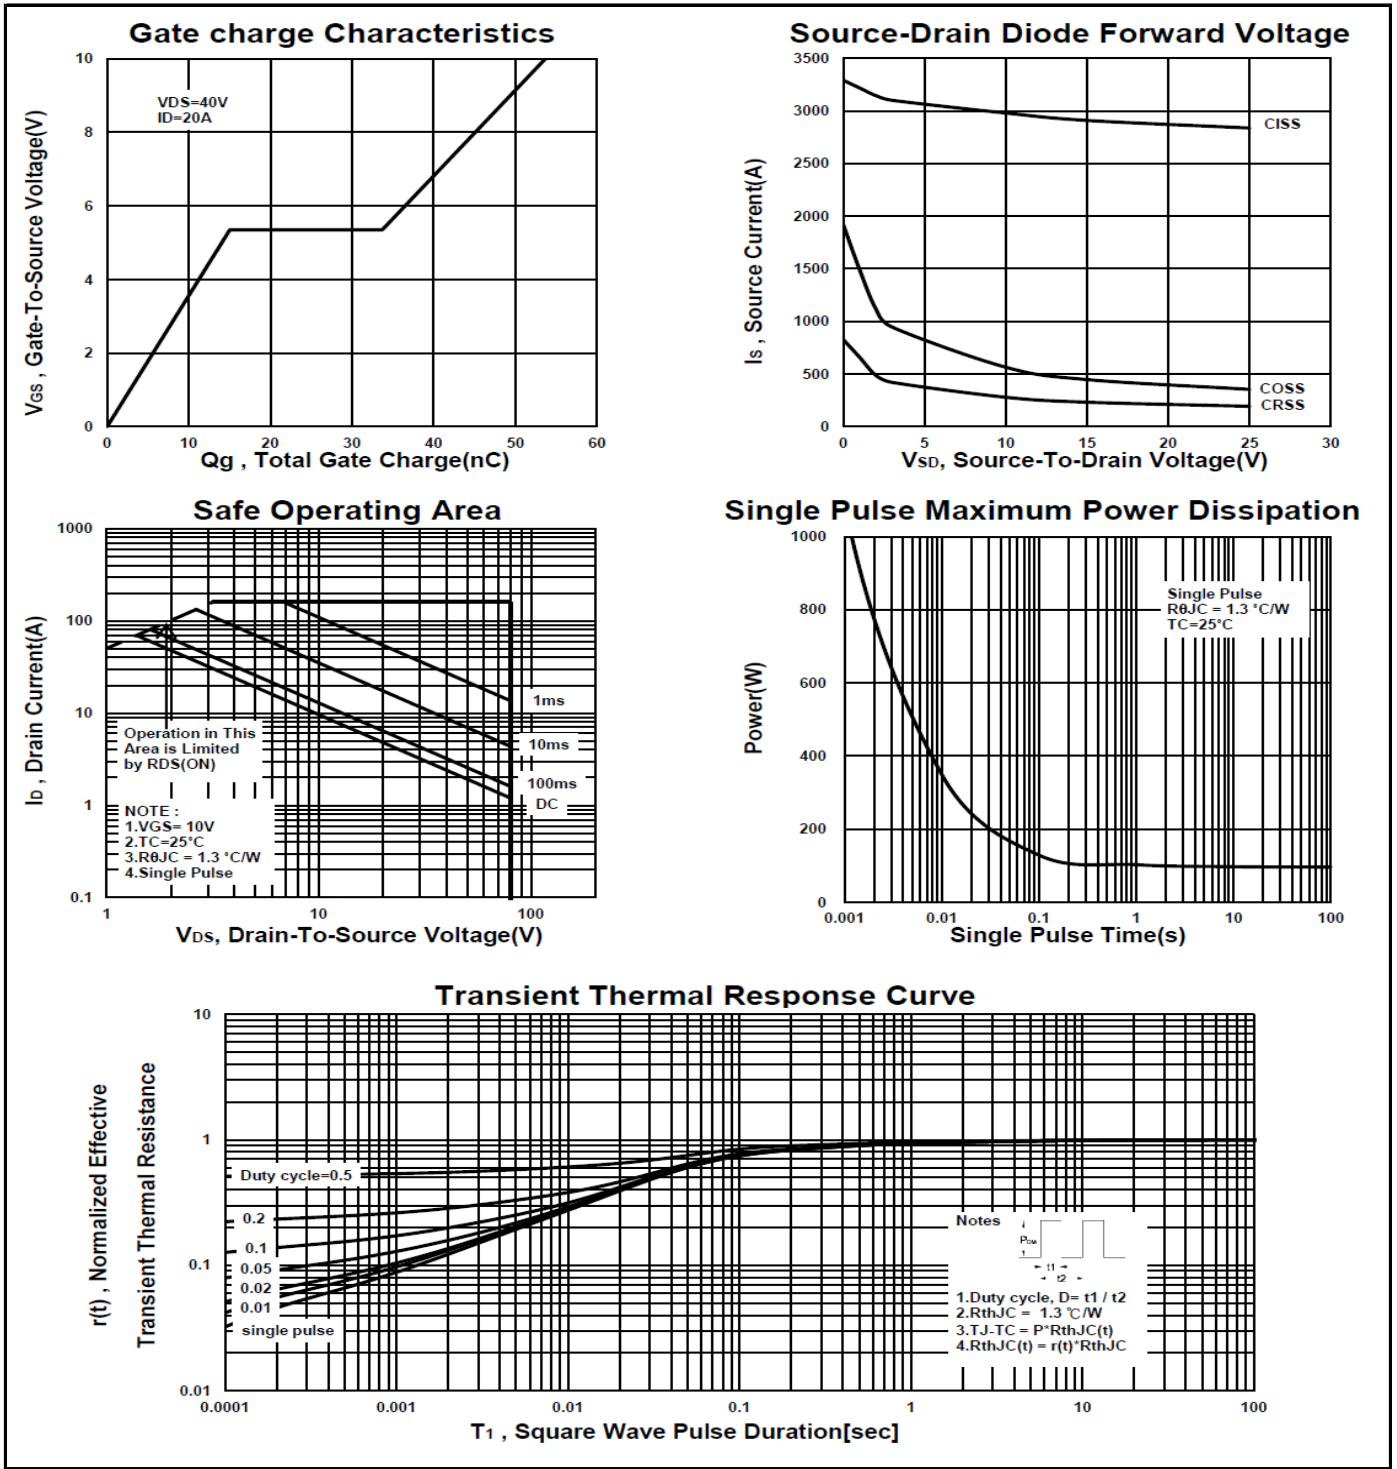 Gate charge Characteristics
VGS , Gate-To-Source Voltage(V)
10
8
6
4
2
0
VDS=40V
ID=20A
0 10 20 30 40 50 60
Qg , Total Gate Charge(nC)
Source-Drain Diode Forward Voltage
IS , Source Current(A)
3500
3000
2500
2000
1500
1000
500
0
CISS
COSS
CRSS
0 5 10 15 20 25 30
VSD, Source-To-Drain Voltage(V)
Safe Operating Area
ID , Drain Current(A)
1000
100
10
1
0.1
1ms
10ms
100ms
DC
Operation in This
Area is Limited
by RDS(ON)
NOTE :
1.VGS= 10V
2.TC=25°C
3.RθJC = 1.3 °C/W
4.Single Pulse
1 10 100
VDS, Drain-To-Source Voltage(V)
Single Pulse Maximum Power Dissipation
Power(W)
1000
800
600
400
200
0
Single Pulse
RθJC = 1.3 °C/W
TC=25°C
0.001 0.01 0.1 1 10 100
Single Pulse Time(s)
Transient Thermal Response Curve
r(t) , Normalized Effective
Transient Thermal Resistance
10
1
0.1
0.01
Duty cycle=0.5
0.2
0.1
0.05
0.02
0.01
single pulse
Notes
PDM
t1
t2
1.Duty cycle, D= t1 / t2
2.RthJC = 1.3 ℃/W
3.TJ-TC = P*RthJC(t)
4.RthJC(t) = r(t)*RthJC
0.0001 0.001 0.01 0.1 1 10 100
T1 , Square Wave Pulse Duration[sec]